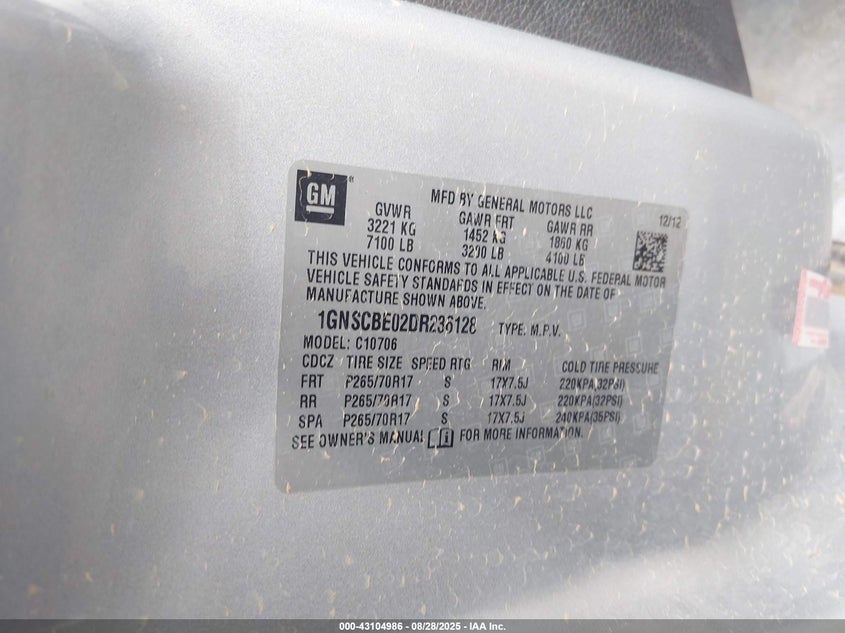 GM ®
MFD BY GENERAL MOTORS LLC
12/12
GVWR GAWR FRT GAWR RR
3221 KG 1452 KG 1860 KG
7100 LB 3200 LB 4100 LB
THIS VEHICLE CONFORMS TO ALL APPLICABLE U.S. FEDERAL MOTOR
VEHICLE SAFETY STANDARDS IN EFFECT ON THE DATE OF
MANUFACTURE SHOWN ABOVE.
1GNSCBE02DR236128 TYPE: M.P.V.
MODEL: C10706
CDCZ TIRE SIZE SPEED RTG RIM COLD TIRE PRESSURE
FRT P265/70R17 S 17X7.5J 220KPA(32PSI)
RR P265/70R17 S 17X7.5J 220KPA(32PSI)
SPA P265/70R17 S 17X7.5J 240KPA(35PSI)
SEE OWNER'S MANUAL FOR MORE INFORMATION.
000-43104986 - 08/28/2025 - IAA Inc.